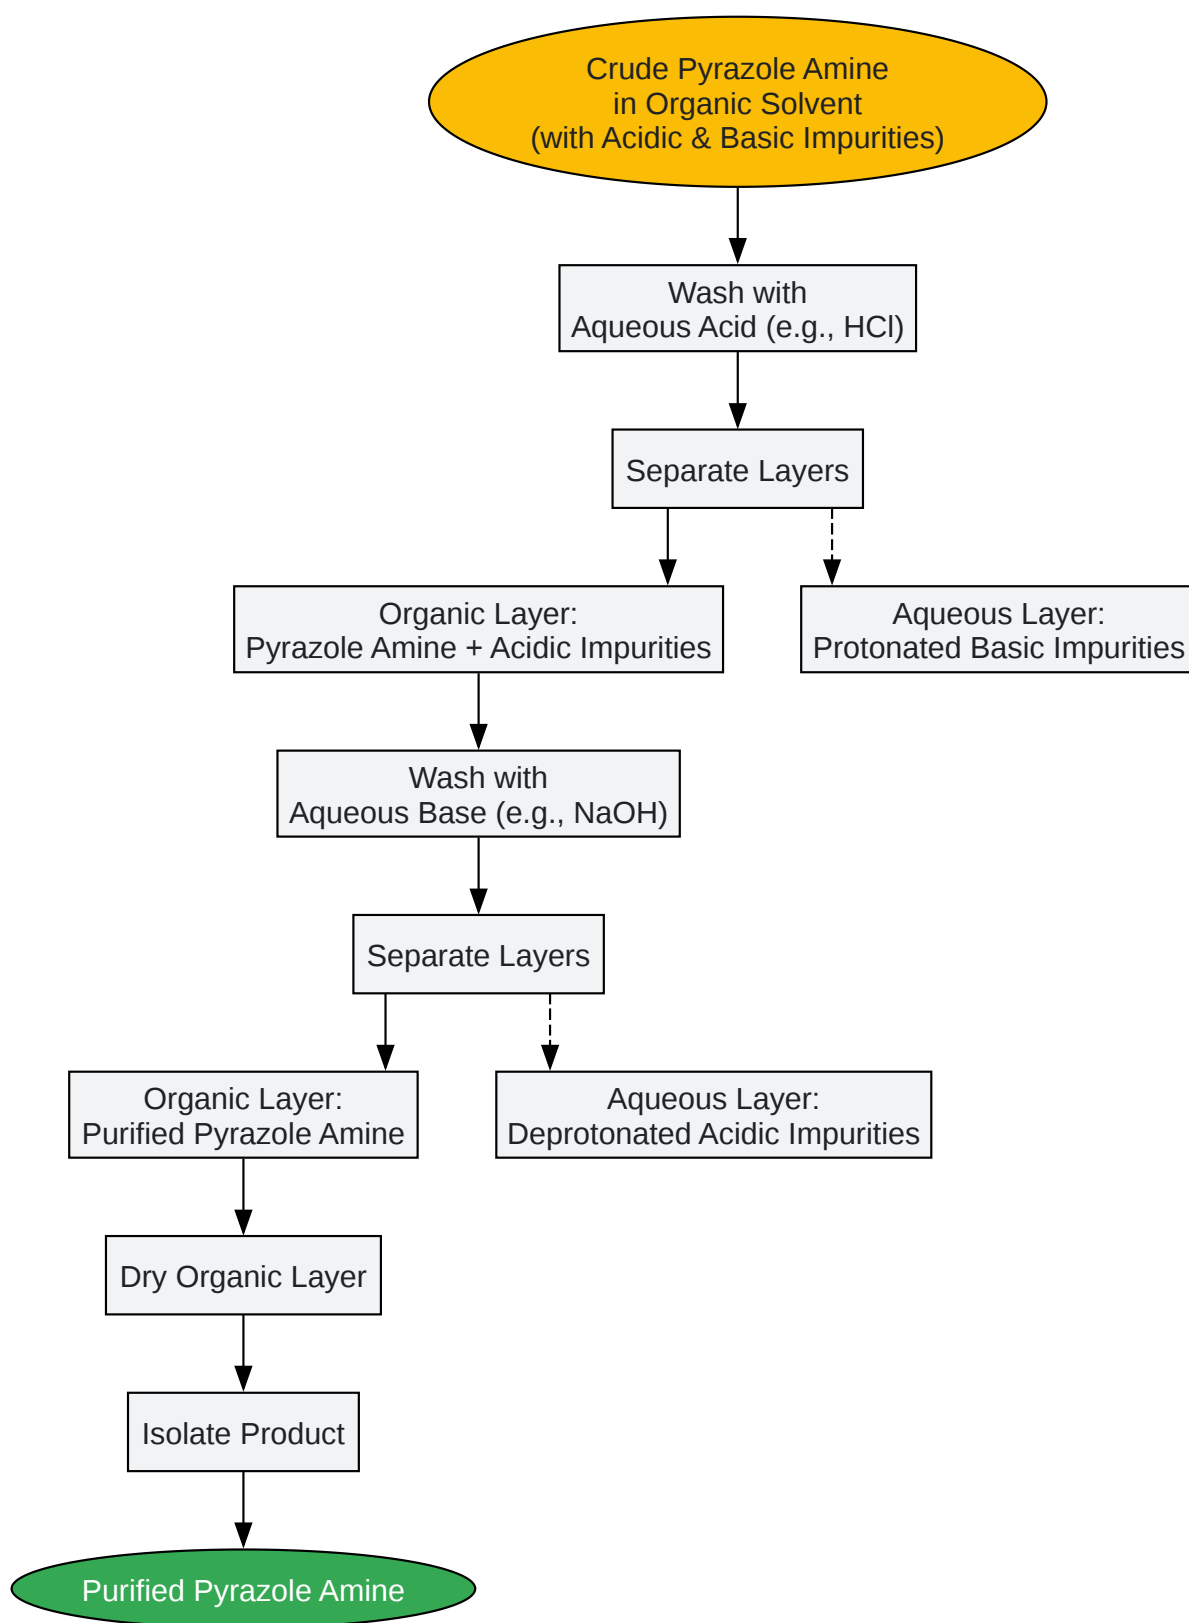 Crude Pyrazole Amine
in Organic Solvent
(with Acidic & Basic Impurities)
Wash with
Aqueous Acid (e.g., HCl)
Separate Layers
Organic Layer:
Pyrazole Amine + Acidic Impurities
Aqueous Layer:
Protonated Basic Impurities
Wash with
Aqueous Base (e.g., NaOH)
Separate Layers
Organic Layer:
Purified Pyrazole Amine
Aqueous Layer:
Deprotonated Acidic Impurities
Dry Organic Layer
Isolate Product
Purified Pyrazole Amine